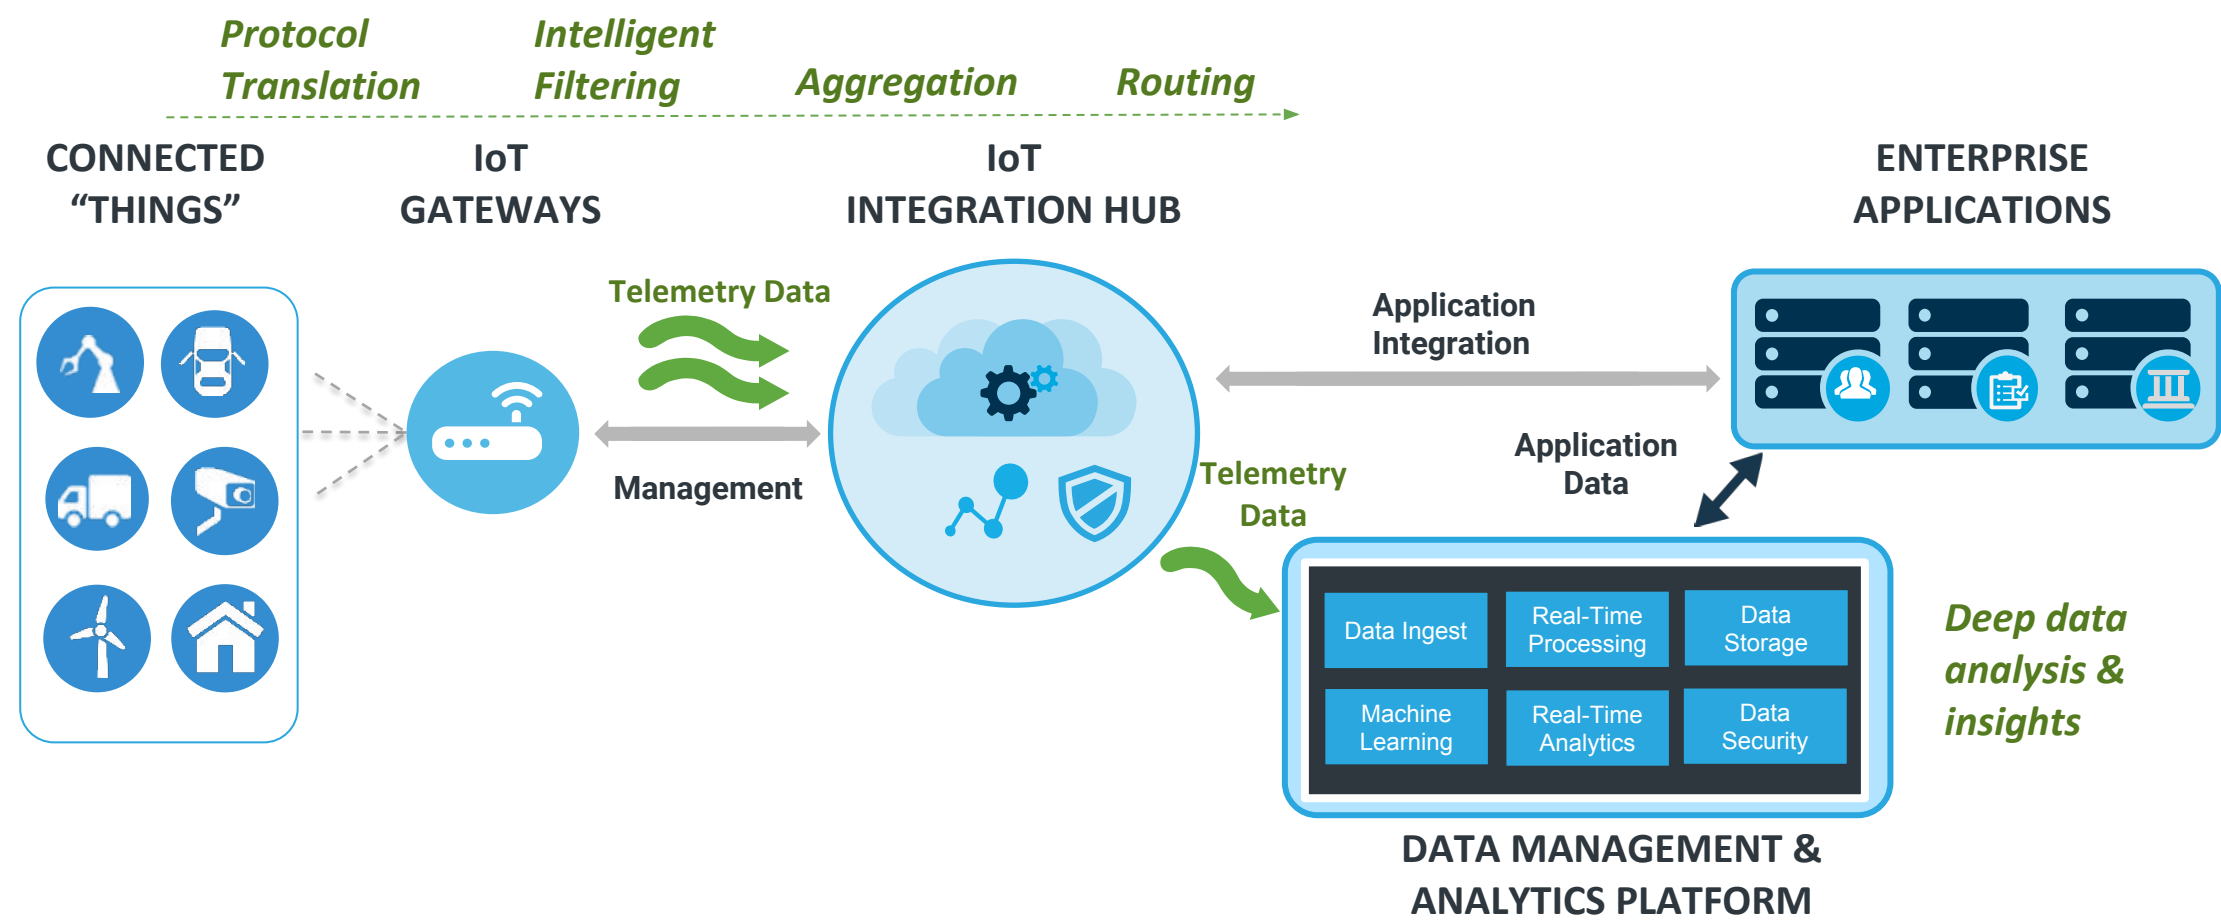 Protocol
Translation
Intelligent
Filtering
Aggregation
Routing
CONNECTED
“THINGS”
IoT
GATEWAYS
IoT
INTEGRATION HUB
ENTERPRISE
APPLICATIONS
Telemetry Data
Management
Application
Integration
Application
Data
Telemetry
Data
Data Ingest
Real-Time
Processing
Data
Storage
Machine
Learning
Real-Time
Analytics
Data
Security
Deep data
analysis &
insights
DATA MANAGEMENT &
ANALYTICS PLATFORM